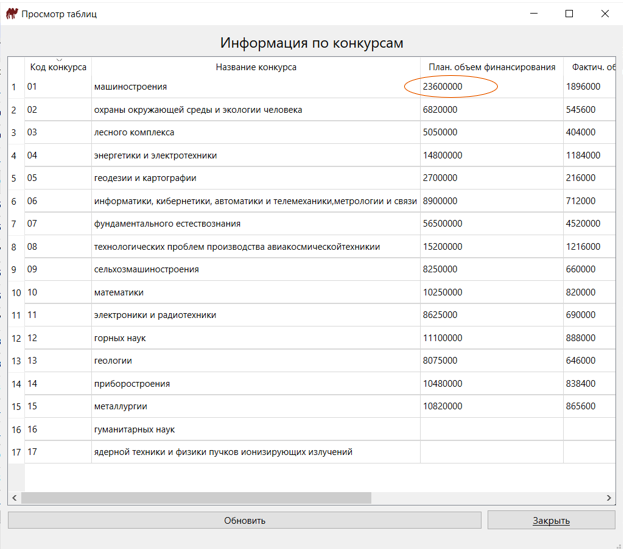 Просмотр таблиц
Информация по конкурсам
Код конкурса Название конкурса План. объем финансирования Фактич. об
1 01 машиностроения 23600000 1896000
2 02 охраны окружающей среды и экологии человека 6820000 545600
3 03 лесного комплекса 5050000 404000
4 04 энергетики и электротехники 14800000 1184000
5 05 геодезии и картографии 2700000 216000
6 06 информатики, кибернетики, автоматики и телемеханики,метрологии и связи 8900000 712000
7 07 фундаментального естествознания 56500000 4520000
8 08 технологических проблем производства авиакосмическойтехникии 15200000 1216000
9 09 сельхозмашиностроения 8250000 660000
10 10 математики 10250000 820000
11 11 электроники и радиотехники 8625000 690000
12 12 горных наук 11100000 888000
13 13 геологии 8075000 646000
14 14 приборостроения 10480000 838400
15 15 металлургии 10820000 865600
16 16 гуманитарных наук
17 17 ядерной техники и физики пучков ионизирующих излучений
Обновить Закрыть